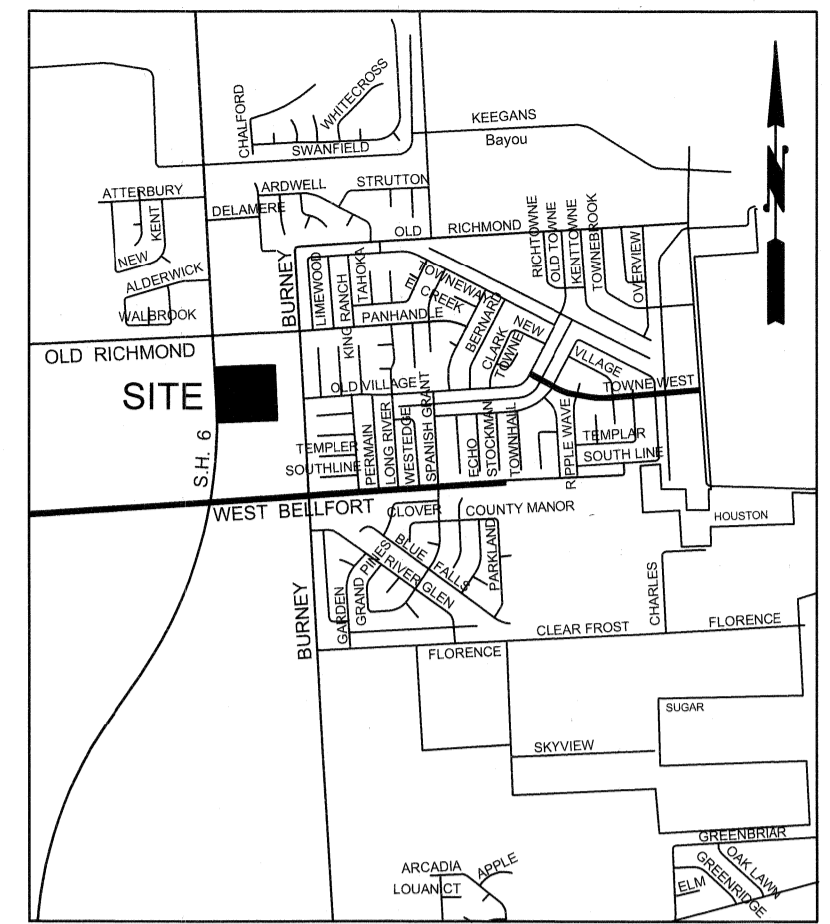 CHALFORD
WHITECROSS
SWANFIELD
KEEGANS
Bayou
N
ATTERBURY
KENT
NEW
ALDERWICK
WALBROOK
DELAMERE
ARDWELL
STRUTTON
OLD RICHMOND
BURNEY
LIMEWOOD
KING RANCH
TAHOKA
EL CREEK
TOWNEWAY
PANHANDLE
BERNARD
CLARK TOWNE
NEW
RICHTOWNE
OLD TOWNE
KENTTOWNE
TOWNEBROOK
OVERVIEW
OLD RICHMOND
SITE
S.H. 6
OLD VILLAGE
VLLAGE
TOWNE WEST
TEMPLER
SOUTHLINE
PERMAIN
LONG RIVER
WESTEDGE
SPANISH GRANT
ECHO
STOCKMAN
TOWNHALL
RIPPLE WAVE
TEMPLAR
SOUTH LINE
WEST BELLFORT
CLOVER
COUNTY MANOR
HOUSTON
BURNEY
GARDEN
GRAND
PINES
BLUE FALLS
RIVER GLEN
PARKLAND
CHARLES
CLEAR FROST
FLORENCE
FLORENCE
SUGAR
SKYVIEW
GREENBRIAR
OAK LAWN
GREENRIDGE
ELM
ARCADIA
APPLE
LOUAN CT